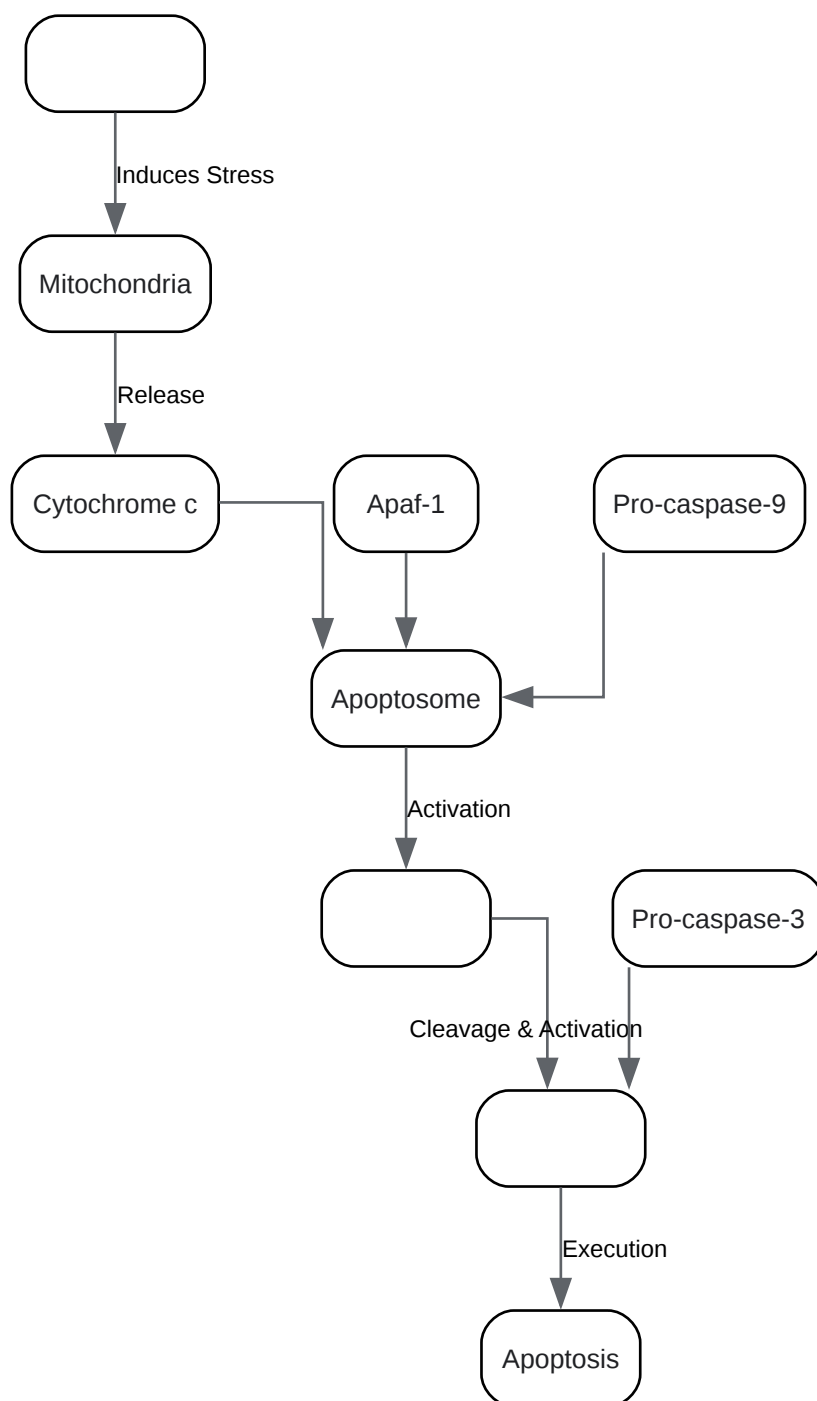 Induces Stress
Mitochondria
Release
Cytochrome c
Apaf-1
Pro-caspase-9
Apoptosome
Activation
Pro-caspase-3
Cleavage & Activation
Execution
Apoptosis